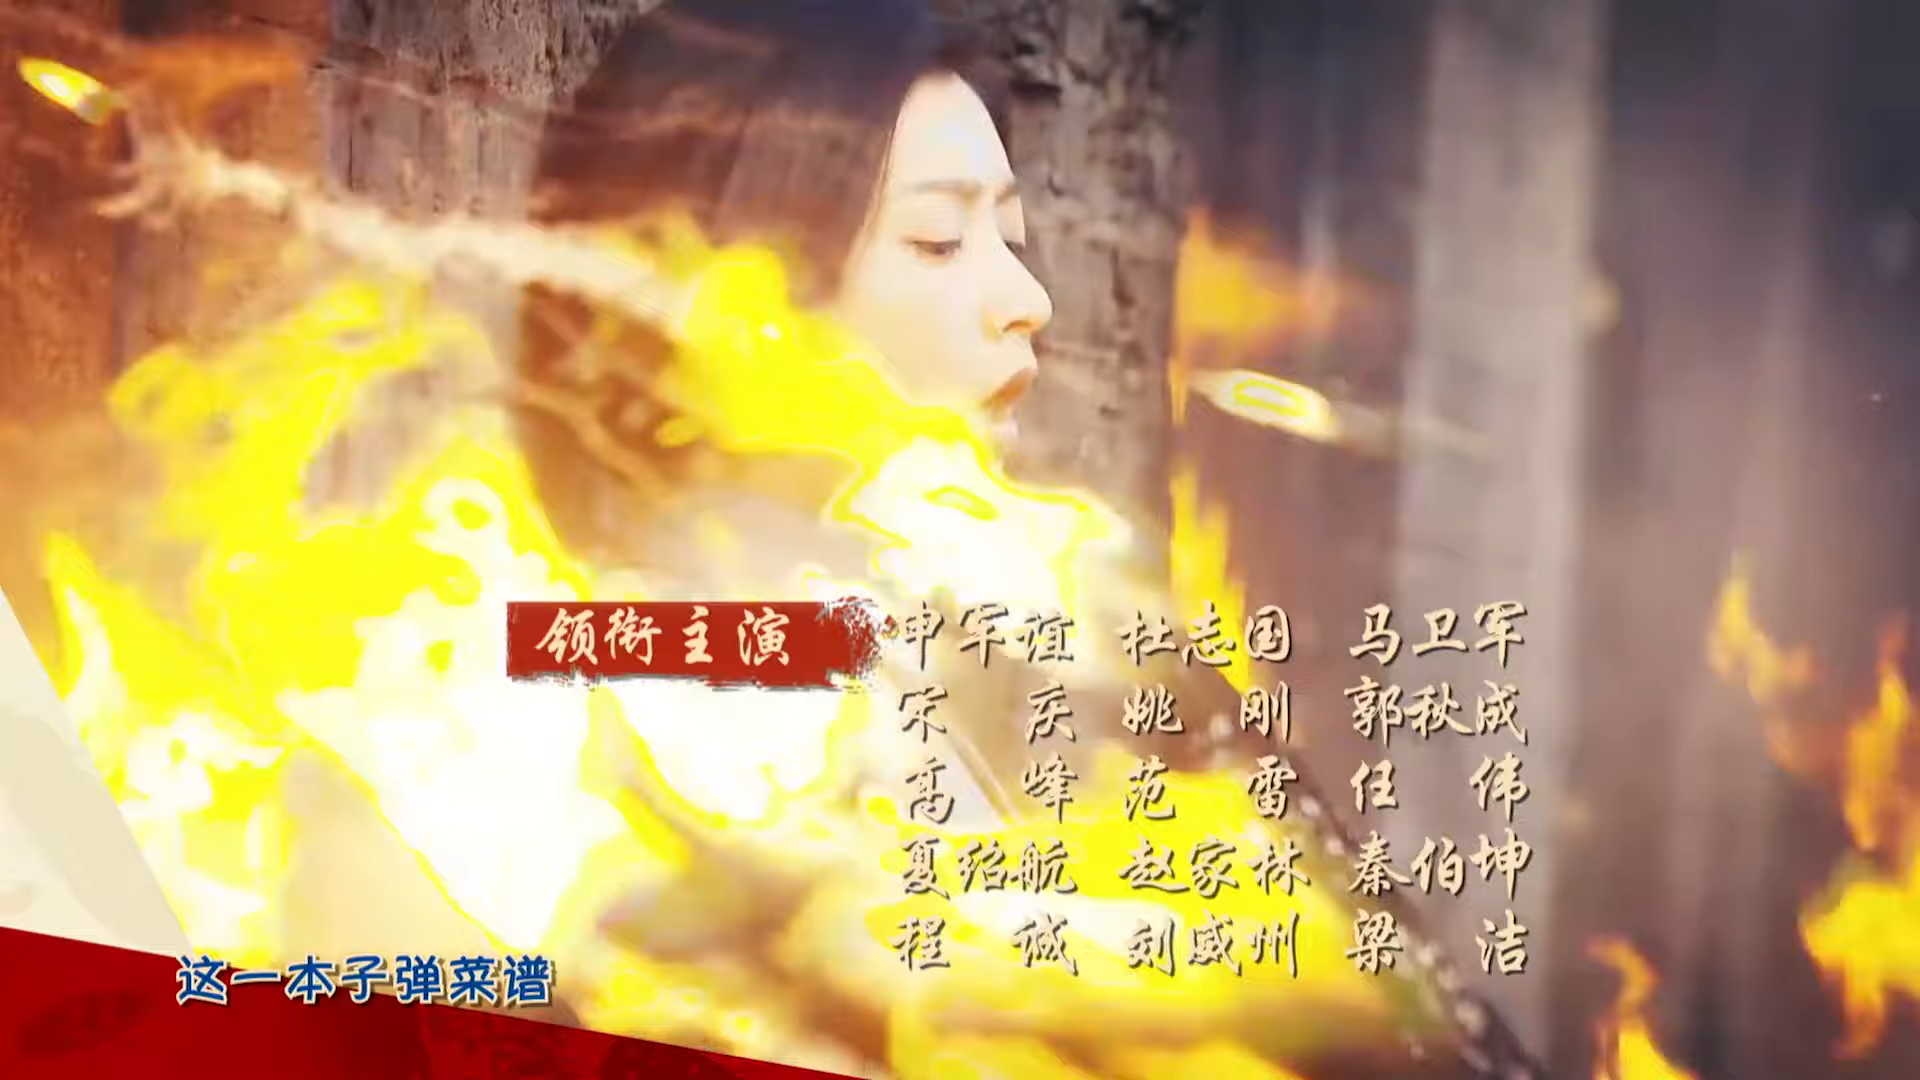 领衔主演 申军谊 杜志国 马卫军
宋庆 姚刚 郭秋成
高峰 范雷 任伟
夏绍航 赵家林 秦伯坤
程诚 刘威州 梁洁
这一本子弹菜谱